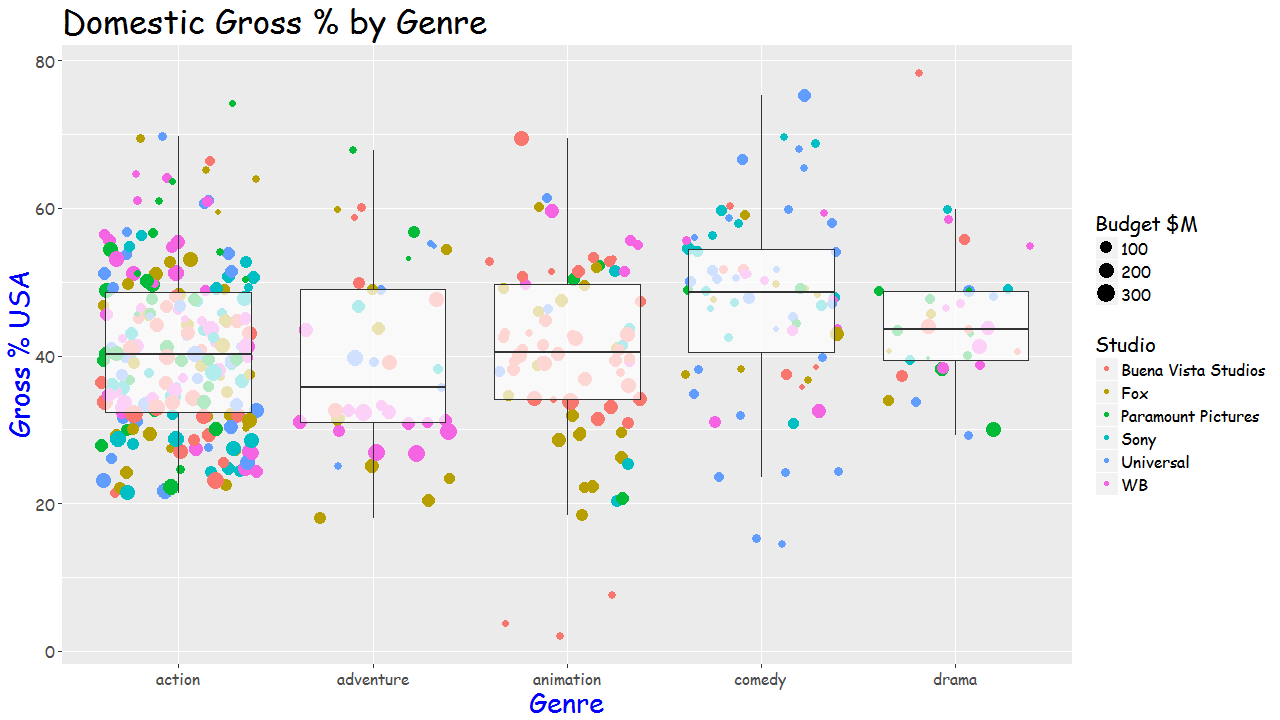 Domestic Gross % by Genre
Gross % USA
80
60
40
20
0
action adventure animation comedy drama
Genre
Budget $M
100
200
300
Studio
Buena Vista Studios
Fox
Paramount Pictures
Sony
Universal
WB